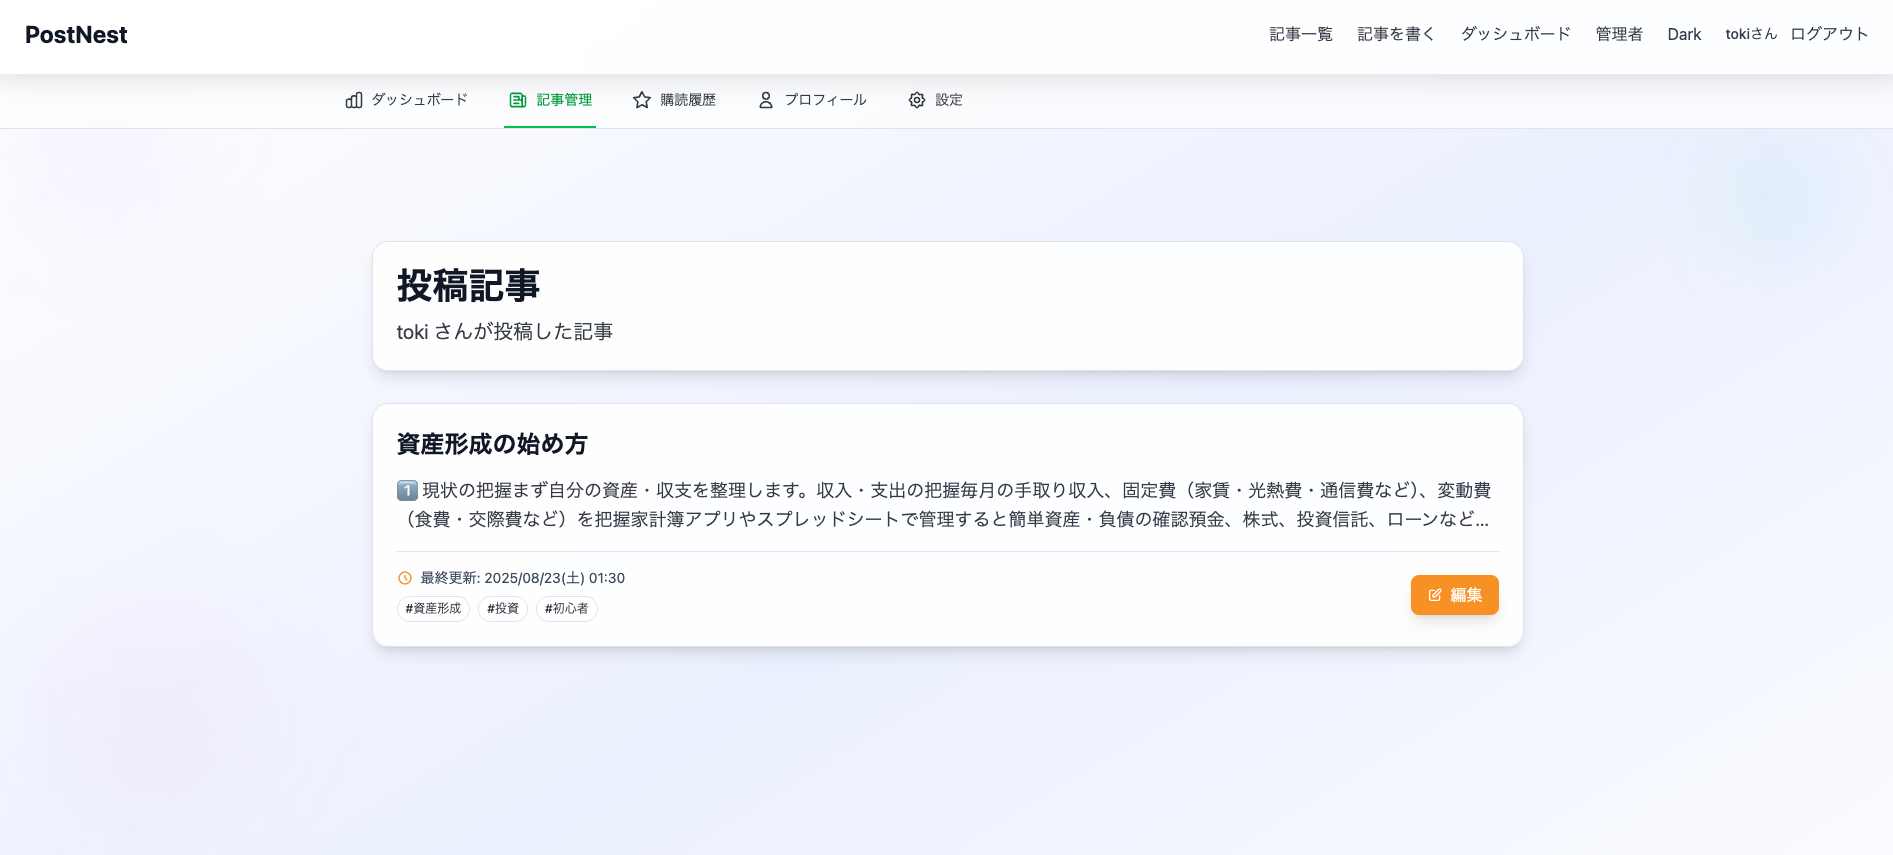 PostNest
記事一覧 記事を書く ダッシュボード 管理者 Dark tokiさん ログアウト
ダッシュボード 記事管理 購読履歴 プロフィール 設定
投稿記事
toki さんが投稿した記事
資産形成の始め方
1️⃣ 現状の把握まず自分の資産・収支を整理します。収入・支出の把握毎月の手取り収入、固定費（家賃・光熱費・通信費など）、変動費
（食費・交際費など）を把握家計簿アプリやスプレッドシートで管理すると簡単資産・負債の確認預金、株式、投資信託、ローンなど...
最終更新: 2025/08/23(土) 01:30
#資産形成 #投資 #初心者
編集